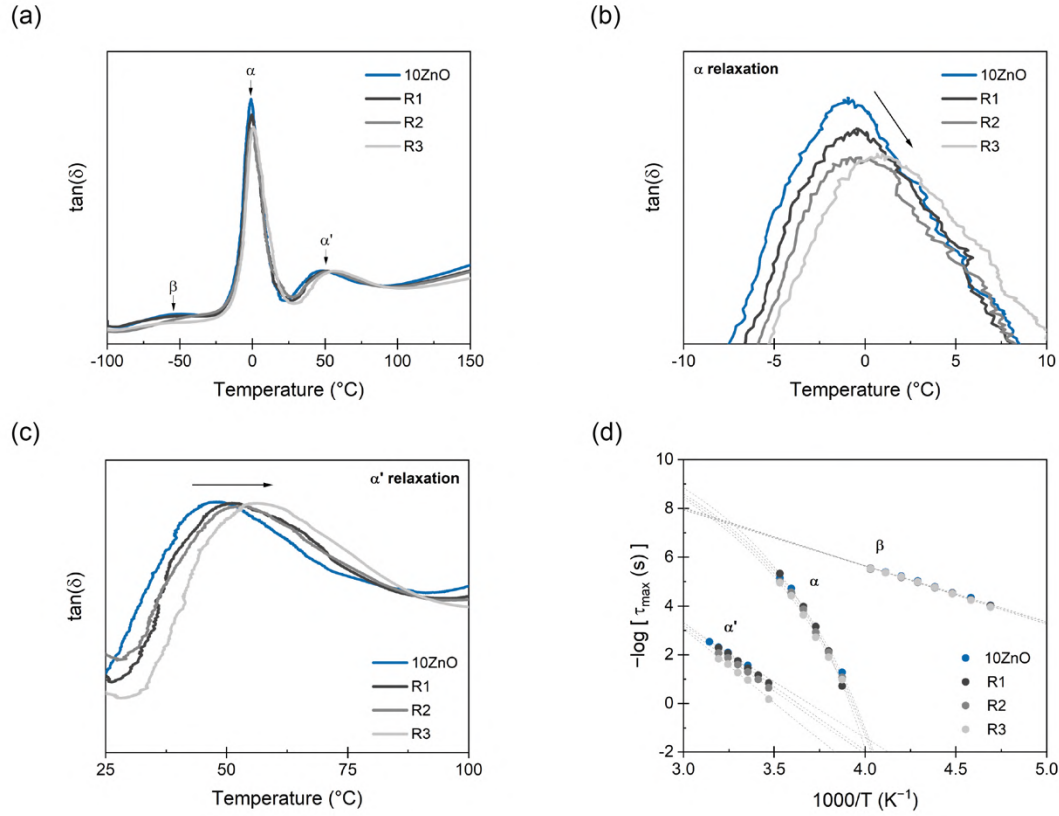 (a)
α
β
α'
10ZnO
R1
R2
R3
tan(δ)
-100 -50 0 50 100 150
Temperature (°C)
(b)
α relaxation
10ZnO
R1
R2
R3
tan(δ)
-10 -5 0 5 10
Temperature (°C)
(c)
α' relaxation
10ZnO
R1
R2
R3
tan(δ)
25 50 75 100
Temperature (°C)
(d)
10
8
6
4
2
0
-2
β
α
α'
10ZnO
R1
R2
R3
−log [ τmax (s) ]
3.0 3.5 4.0 4.5 5.0
1000/T (K⁻¹)